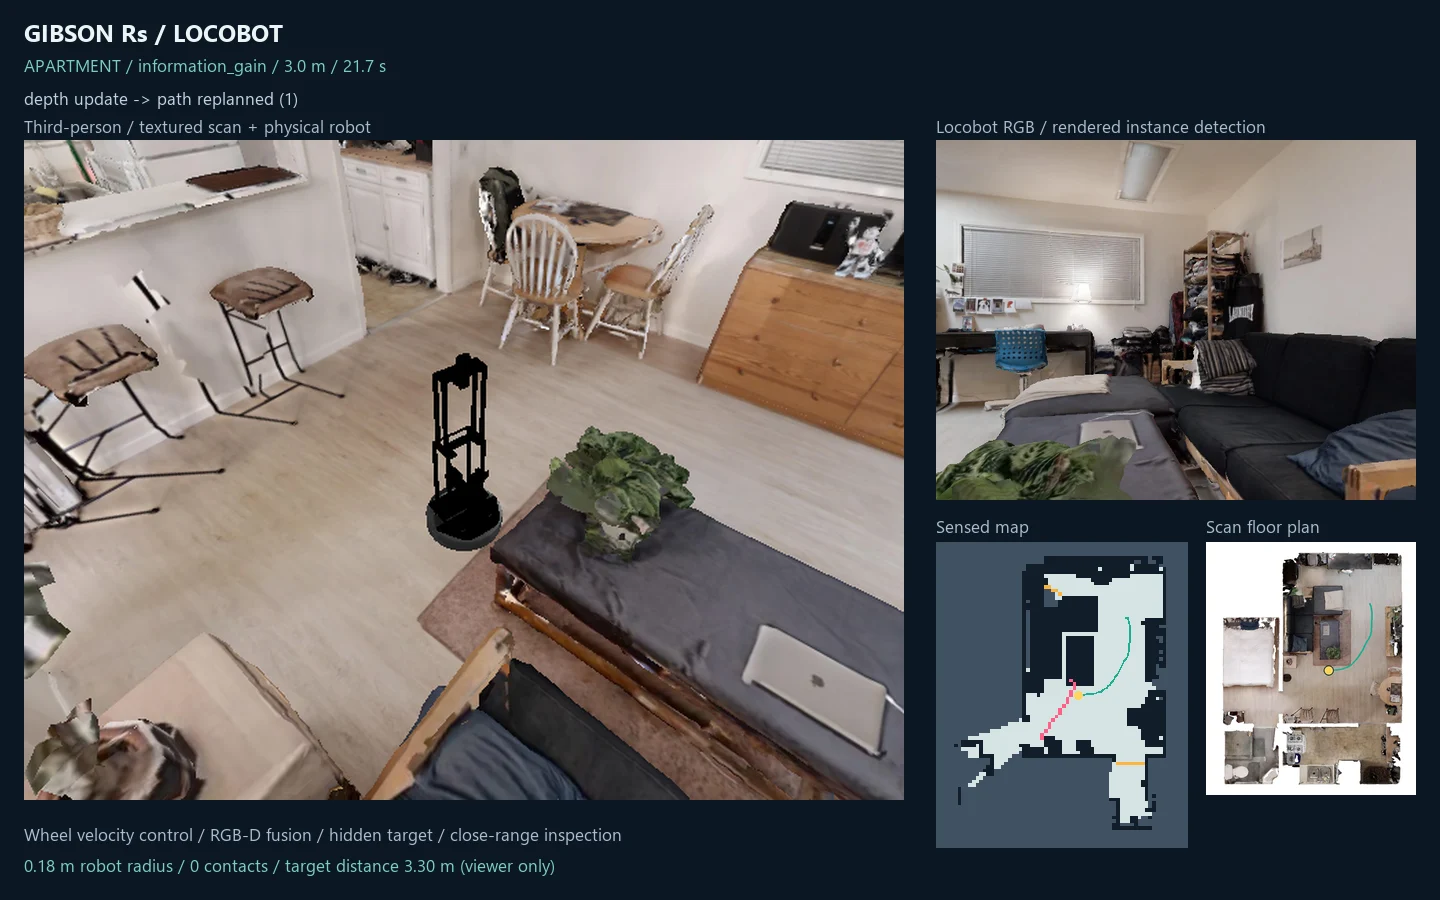 GIBSON Rs / LOCOBOT
APARTMENT / information_gain / 3.0 m / 21.7 s
depth update -> path replanned (1)
Third-person / textured scan + physical robot
Locobot RGB / rendered instance detection
LAUNDRY
Sensed map
Scan floor plan
Wheel velocity control / RGB-D fusion / hidden target / close-range inspection
0.18 m robot radius / 0 contacts / target distance 3.30 m (viewer only)